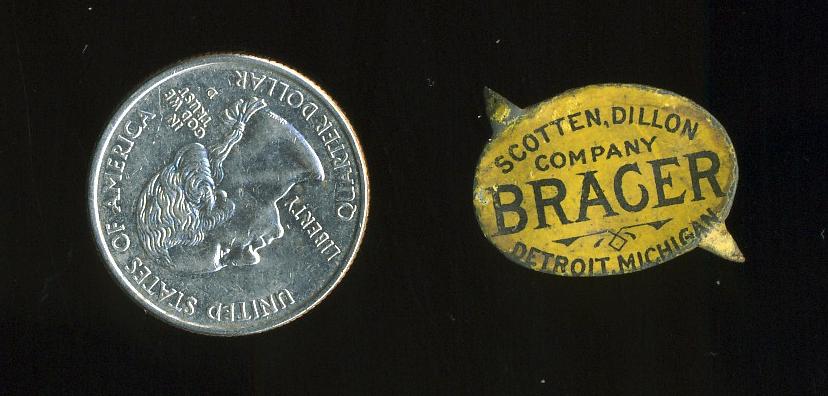 UNITED STATES OF AMERICA
LIBERTY
IN
GOD WE
TRUST
D
QUARTER DOLLAR
SCOTTEN, DILLON
COMPANY
BRACER
DETROIT, MICHIGAN